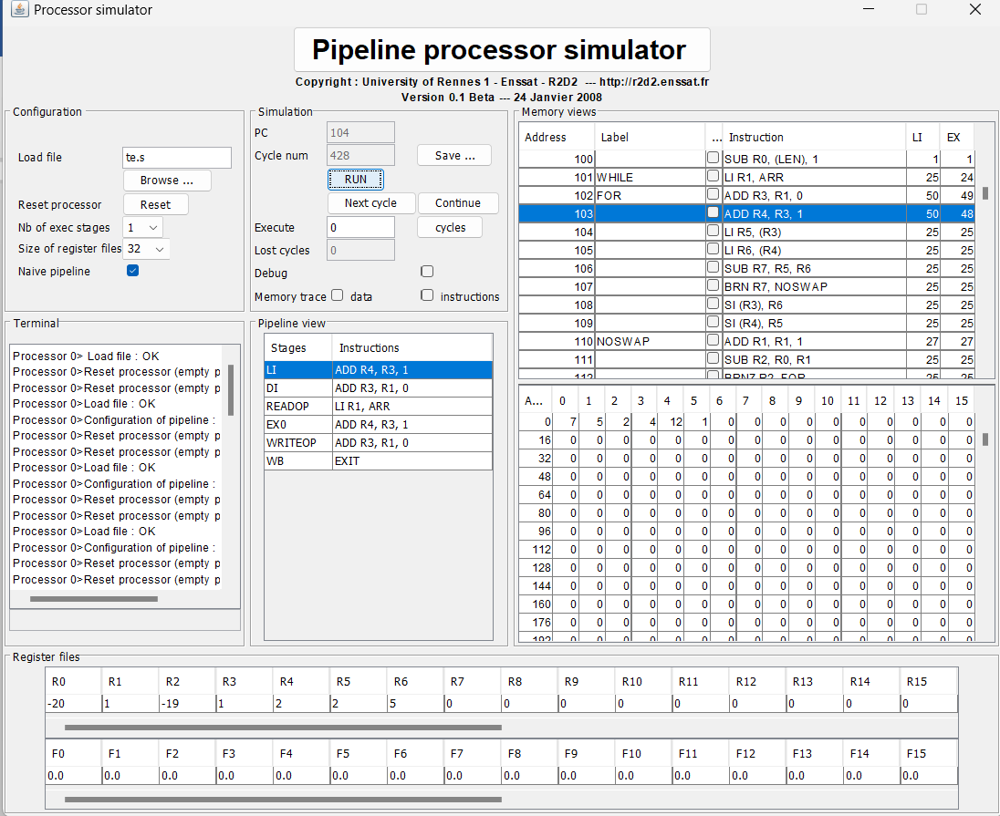 Processor simulator
Pipeline processor simulator
Copyright : University of Rennes 1 - Enssat - R2D2 --- http://r2d2.enssat.fr
Version 0.1 Beta --- 24 Janvier 2008
Configuration
Load file te.s
Browse ...
Reset processor Reset
Nb of exec stages 1
Size of register files 32
Naive pipeline
Simulation
PC 104
Cycle num 428 Save ...
RUN
Next cycle Continue
Execute 0 cycles
Lost cycles 0
Debug
Memory trace data instructions
Memory views
Address Label ... Instruction LI EX
100 SUB R0, (LEN), 1 1 1
101 WHILE LI R1, ARR 25 24
102 FOR ADD R3, R1, 0 50 49
103 ADD R4, R3, 1 50 48
104 LI R5, (R3) 25 25
105 LI R6, (R4) 25 25
106 SUB R7, R5, R6 25 25
107 BRN R7, NOSWAP 25 25
108 SI (R3), R6 25 25
109 SI (R4), R5 25 25
110 NOSWAP ADD R1, R1, 1 27 27
111 SUB R2, R0, R1 25 25
112 BRNZ R2, FOR 25 25
Terminal
Processor 0> Load file : OK
Processor 0>Reset processor (empty p
Processor 0>Reset processor (empty p
Processor 0>Load file : OK
Processor 0>Configuration of pipeline :
Processor 0>Reset processor (empty p
Processor 0>Reset processor (empty p
Processor 0>Load file : OK
Processor 0>Configuration of pipeline :
Processor 0>Reset processor (empty p
Processor 0>Reset processor (empty p
Processor 0>Load file : OK
Processor 0>Configuration of pipeline :
Processor 0>Reset processor (empty p
Processor 0>Reset processor (empty p
Pipeline view
Stages Instructions
LI ADD R4, R3, 1
DI ADD R3, R1, 0
READOP LI R1, ARR
EX0 ADD R4, R3, 1
WRITEOP ADD R3, R1, 0
WB EXIT
A... 0 1 2 3 4 5 6 7 8 9 10 11 12 13 14 15
0 7 5 2 4 12 1 0 0 0 0 0 0 0 0 0 0
16 0 0 0 0 0 0 0 0 0 0 0 0 0 0 0 0
32 0 0 0 0 0 0 0 0 0 0 0 0 0 0 0 0
48 0 0 0 0 0 0 0 0 0 0 0 0 0 0 0 0
64 0 0 0 0 0 0 0 0 0 0 0 0 0 0 0 0
80 0 0 0 0 0 0 0 0 0 0 0 0 0 0 0 0
96 0 0 0 0 0 0 0 0 0 0 0 0 0 0 0 0
112 0 0 0 0 0 0 0 0 0 0 0 0 0 0 0 0
128 0 0 0 0 0 0 0 0 0 0 0 0 0 0 0 0
144 0 0 0 0 0 0 0 0 0 0 0 0 0 0 0 0
160 0 0 0 0 0 0 0 0 0 0 0 0 0 0 0 0
176 0 0 0 0 0 0 0 0 0 0 0 0 0 0 0 0
192 0 0 0 0 0 0 0 0 0 0 0 0 0 0 0 0
Register files
R0 R1 R2 R3 R4 R5 R6 R7 R8 R9 R10 R11 R12 R13 R14 R15
-20 1 -19 1 2 2 5 0 0 0 0 0 0 0 0 0
F0 F1 F2 F3 F4 F5 F6 F7 F8 F9 F10 F11 F12 F13 F14 F15
0.0 0.0 0.0 0.0 0.0 0.0 0.0 0.0 0.0 0.0 0.0 0.0 0.0 0.0 0.0 0.0